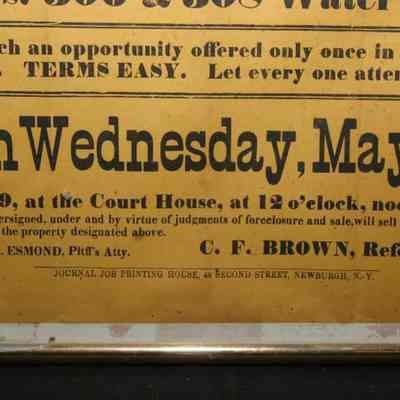 s. 306 & 308 Water
ch an opportunity offered only once in
. TERMS EASY. Let every one atten
n Wednesday, May
9, at the Court House, at 12 o'clock, noo
ersigned, under and by virtue of judgments of foreclosure and sale, will sell
the property designated above.
. ESMOND, Pltff's Atty. C. F. BROWN, Refe
JOURNAL JOB PRINTING HOUSE, 48 SECOND STREET, NEWBURGH, N.Y.